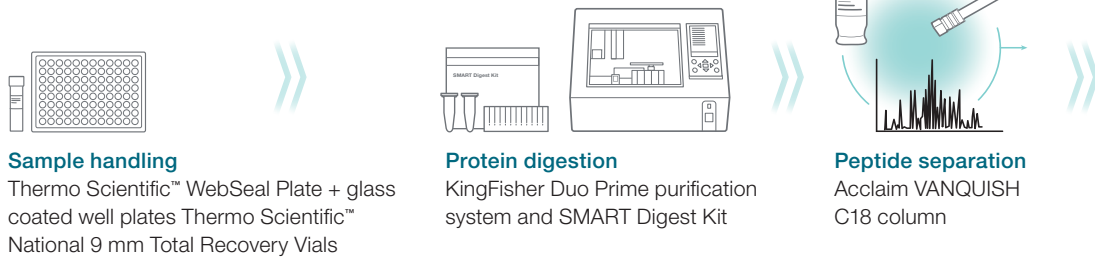 SMART Digest Kit
Sample handling
Thermo Scientific™ WebSeal Plate + glass
coated well plates Thermo Scientific™
National 9 mm Total Recovery Vials
Protein digestion
KingFisher Duo Prime purification
system and SMART Digest Kit
Peptide separation
Acclaim VANQUISH
C18 column